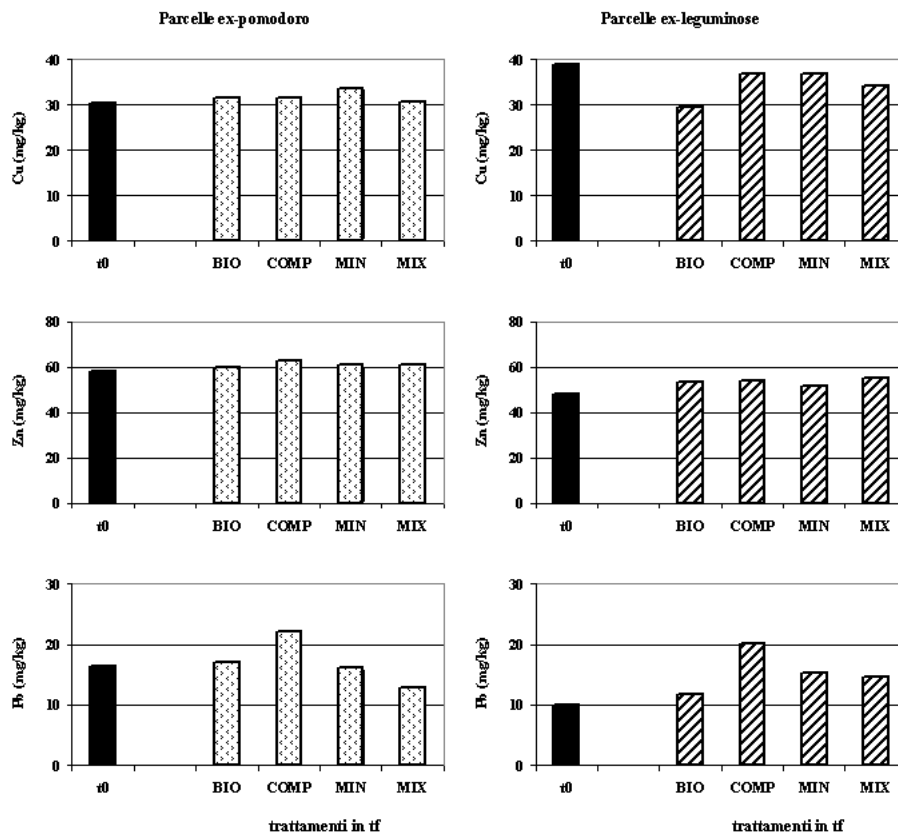 Parcelle ex-pomodoro
Parcelle ex-leguminose
Cu (mg/kg)
40
30
20
10
0
t0 BIO COMP MIN MIX
Cu (mg/kg)
40
30
20
10
0
t0 BIO COMP MIN MIX
Zn (mg/kg)
80
60
40
20
0
t0 BIO COMP MIN MIX
Zn (mg/kg)
80
60
40
20
0
t0 BIO COMP MIN MIX
Pb (mg/kg)
30
20
10
0
t0 BIO COMP MIN MIX
trattamenti in tf
Pb (mg/kg)
30
20
10
0
t0 BIO COMP MIN MIX
trattamenti in tf